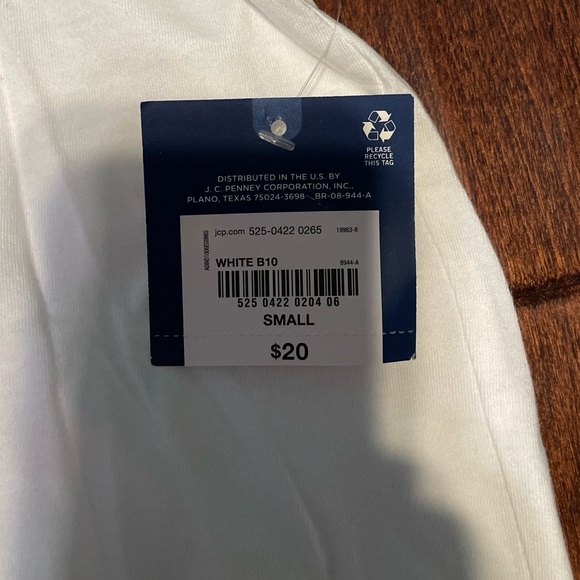 PLEASE
RECYCLE
THIS TAG
DISTRIBUTED IN THE U.S. BY
J. C. PENNEY CORPORATION, INC.,
PLANO, TEXAS 75024-3698 BR-08-944-A
jcp.com 525-0422 0265 19963-8
WHITE B10 8944-A
525 0422 0204 06
SMALL
$20